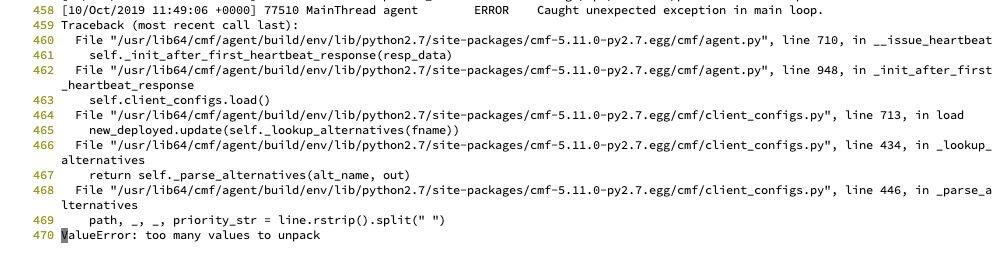 458 [10/Oct/2019 11:49:06 +0000] 77510 MainThread agent        ERROR    Caught unexpected exception in main loop.
459 Traceback (most recent call last):
460   File "/usr/lib64/cmf/agent/build/env/lib/python2.7/site-packages/cmf-5.11.0-py2.7.egg/cmf/agent.py", line 710, in __issue_heartbeat
461     self._init_after_first_heartbeat_response(resp_data)
462   File "/usr/lib64/cmf/agent/build/env/lib/python2.7/site-packages/cmf-5.11.0-py2.7.egg/cmf/agent.py", line 948, in _init_after_first
_heartbeat_response
463     self.client_configs.load()
464   File "/usr/lib64/cmf/agent/build/env/lib/python2.7/site-packages/cmf-5.11.0-py2.7.egg/cmf/client_configs.py", line 713, in load
465     new_deployed.update(self._lookup_alternatives(fname))
466   File "/usr/lib64/cmf/agent/build/env/lib/python2.7/site-packages/cmf-5.11.0-py2.7.egg/cmf/client_configs.py", line 434, in _lookup_
alternatives
467     return self._parse_alternatives(alt_name, out)
468   File "/usr/lib64/cmf/agent/build/env/lib/python2.7/site-packages/cmf-5.11.0-py2.7.egg/cmf/client_configs.py", line 446, in _parse_a
lternatives
469     path, _, _, priority_str = line.rstrip().split(" ")
470 ValueError: too many values to unpack